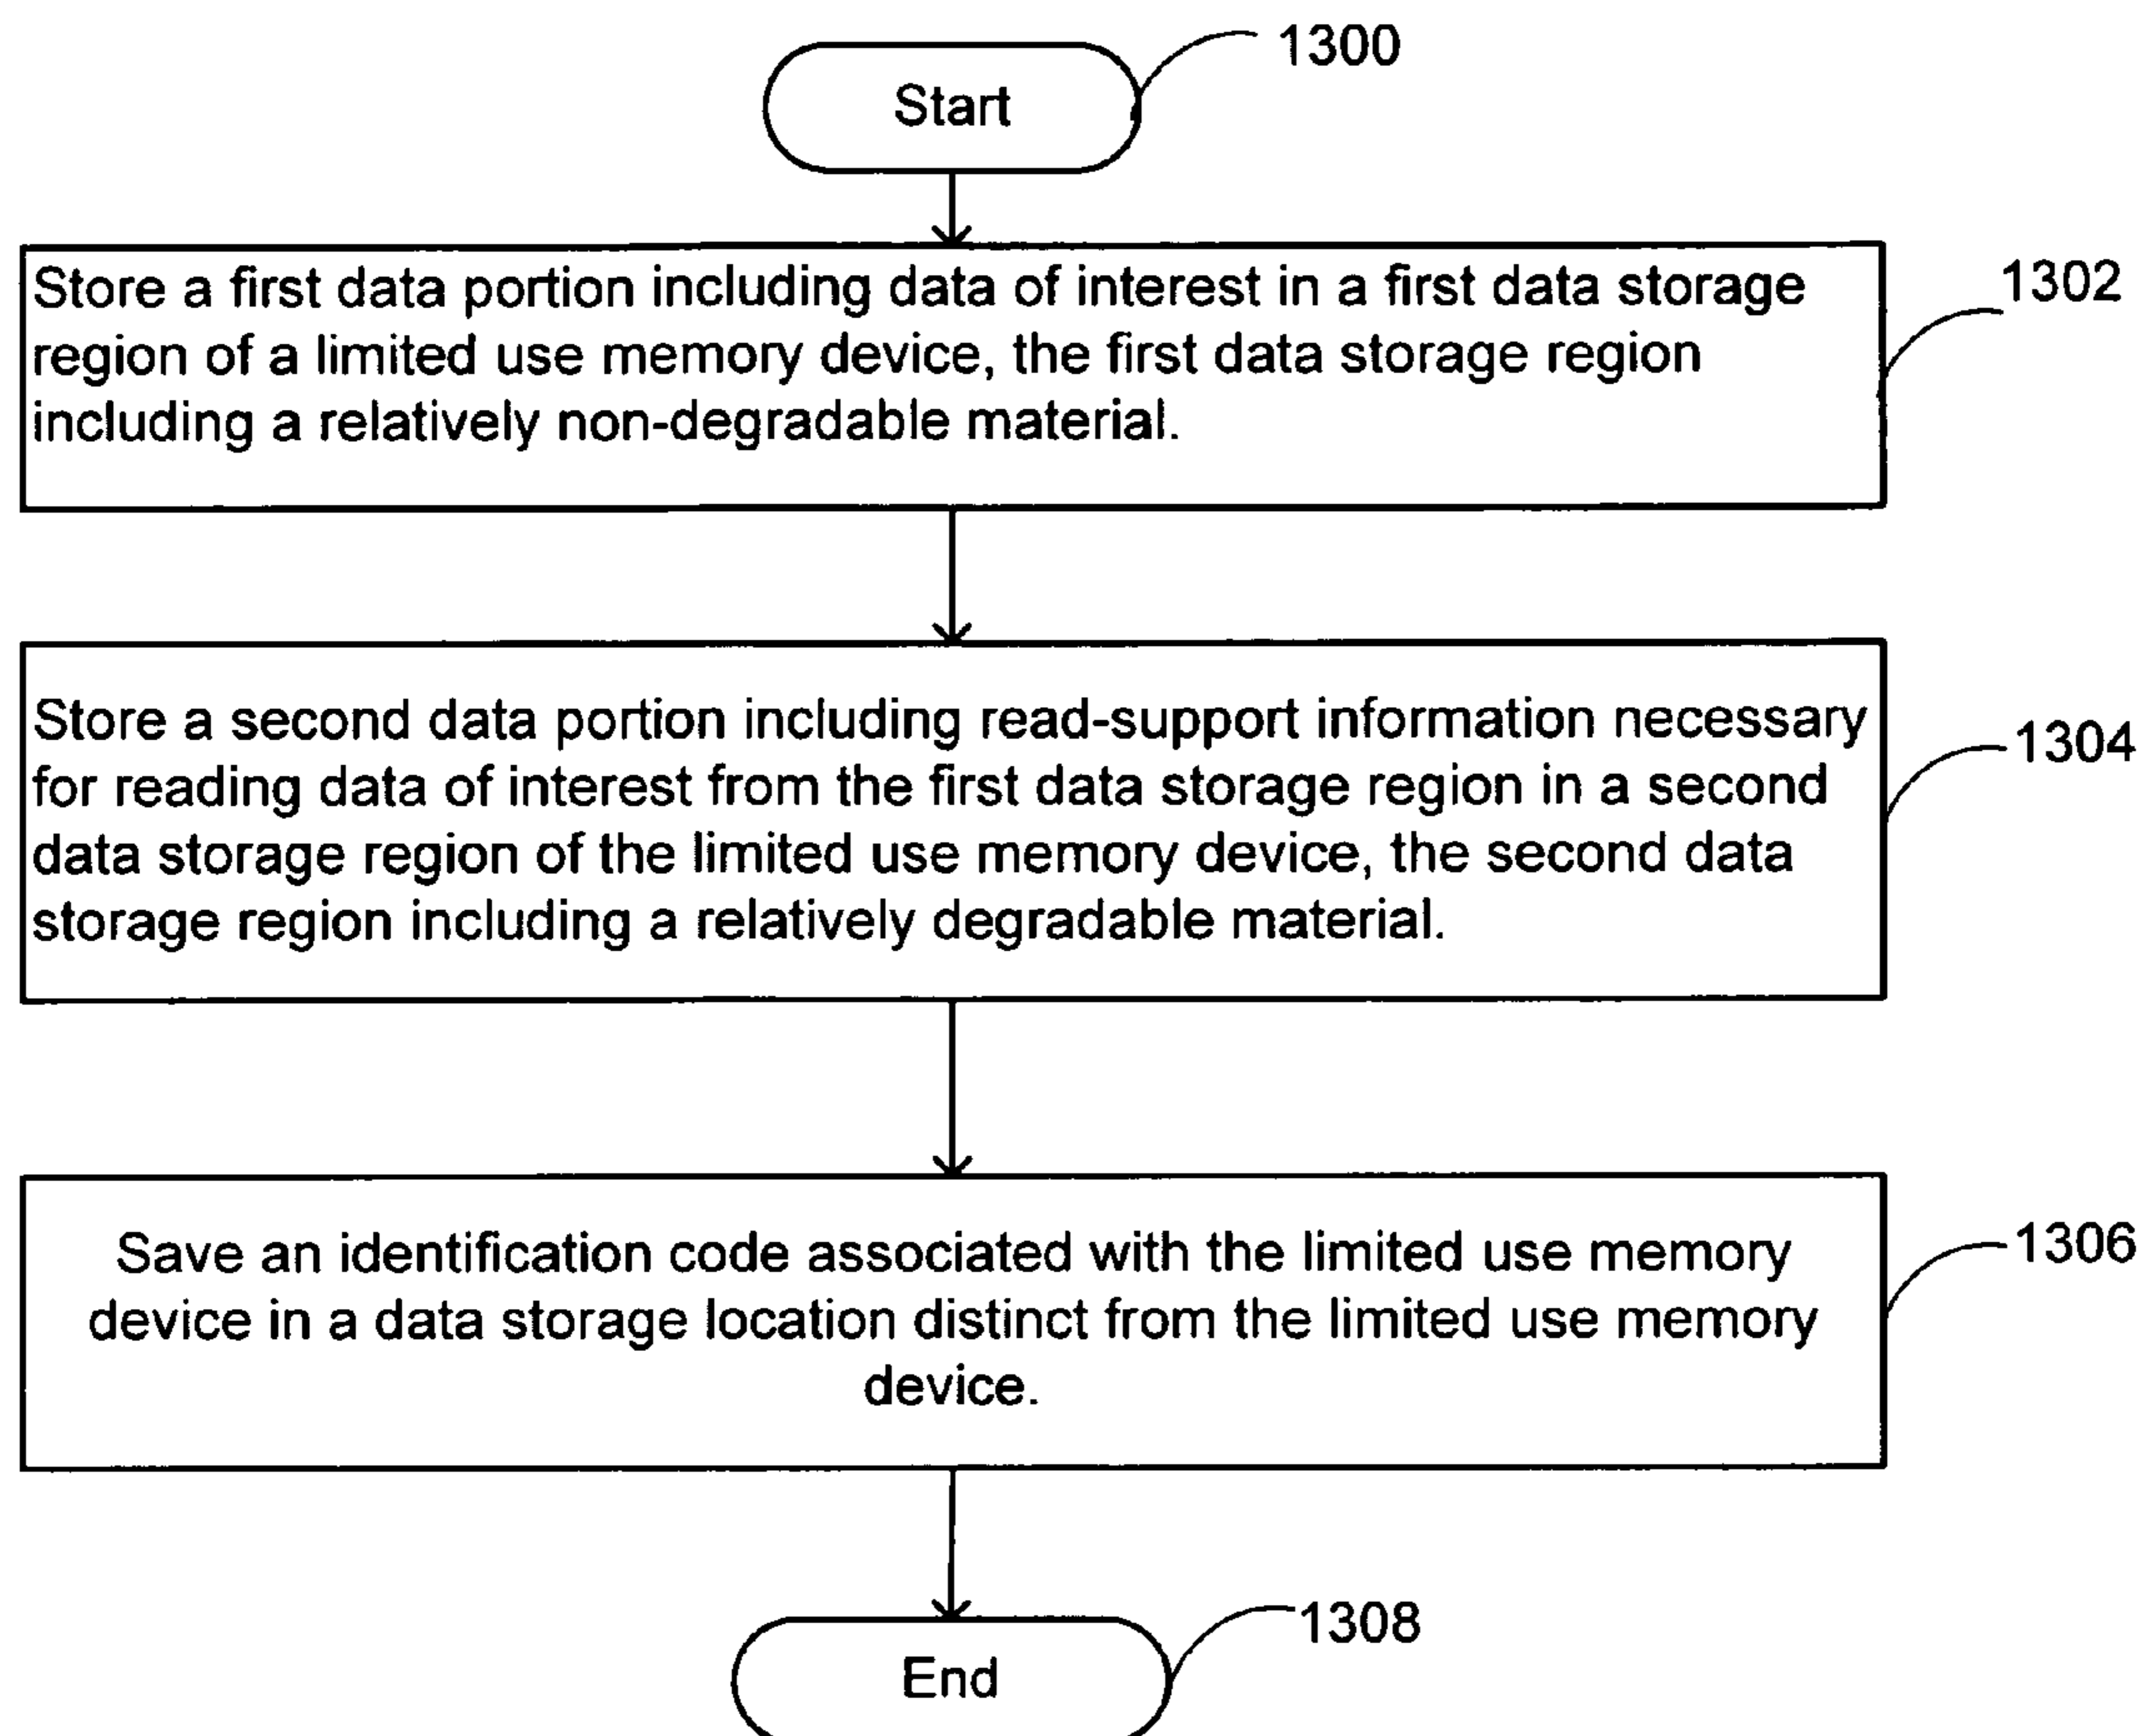 Start
1300
Store a first data portion including data of interest in a first data storage
region of a limited use memory device, the first data storage region
including a relatively non-degradable material.
1302
Store a second data portion including read-support information necessary
for reading data of interest from the first data storage region in a second
data storage region of the limited use memory device, the second data
storage region including a relatively degradable material.
1304
Save an identification code associated with the limited use memory
device in a data storage location distinct from the limited use memory
device.
1306
End
1308